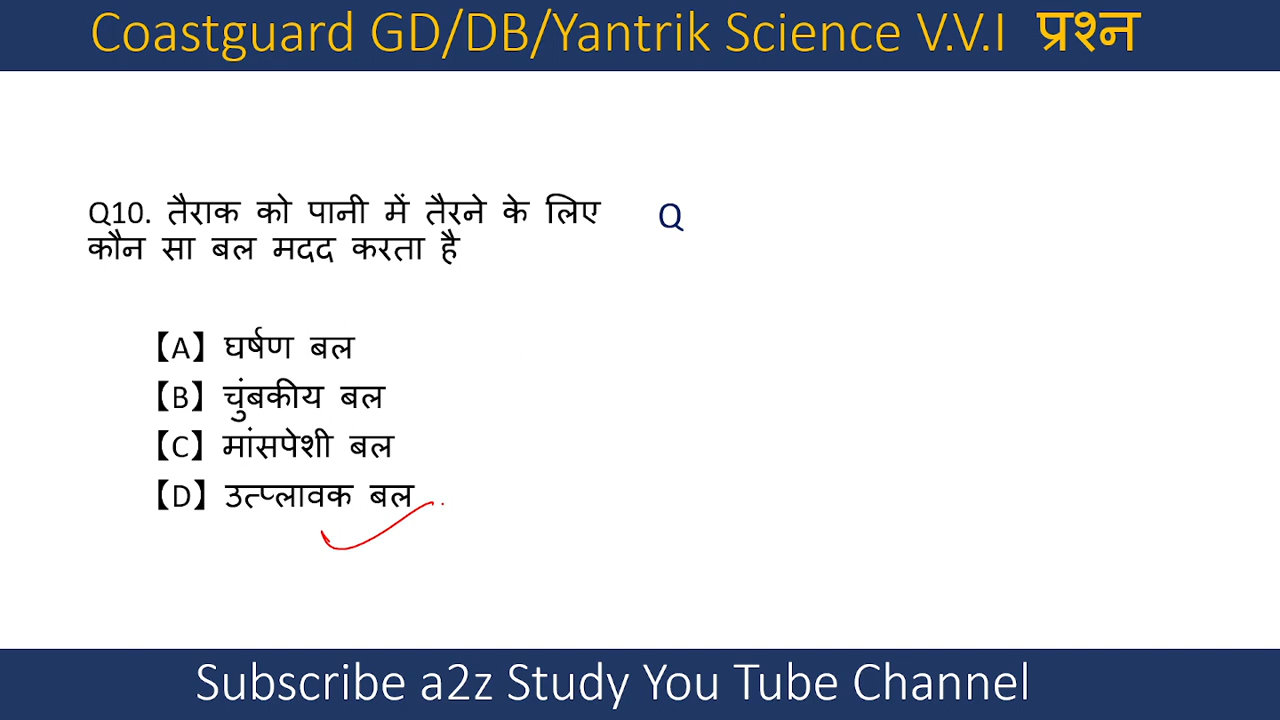 Coastguard GD/DB/Yantrik Science V.V.I प्रश्न
Q10. तैराक को पानी में तैरने के लिए
कौन सा बल मदद करता है
Q
【A】घर्षण बल
【B】चुंबकीय बल
【C】मांसपेशी बल
【D】उत्प्लावक बल
Subscribe a2z Study You Tube Channel